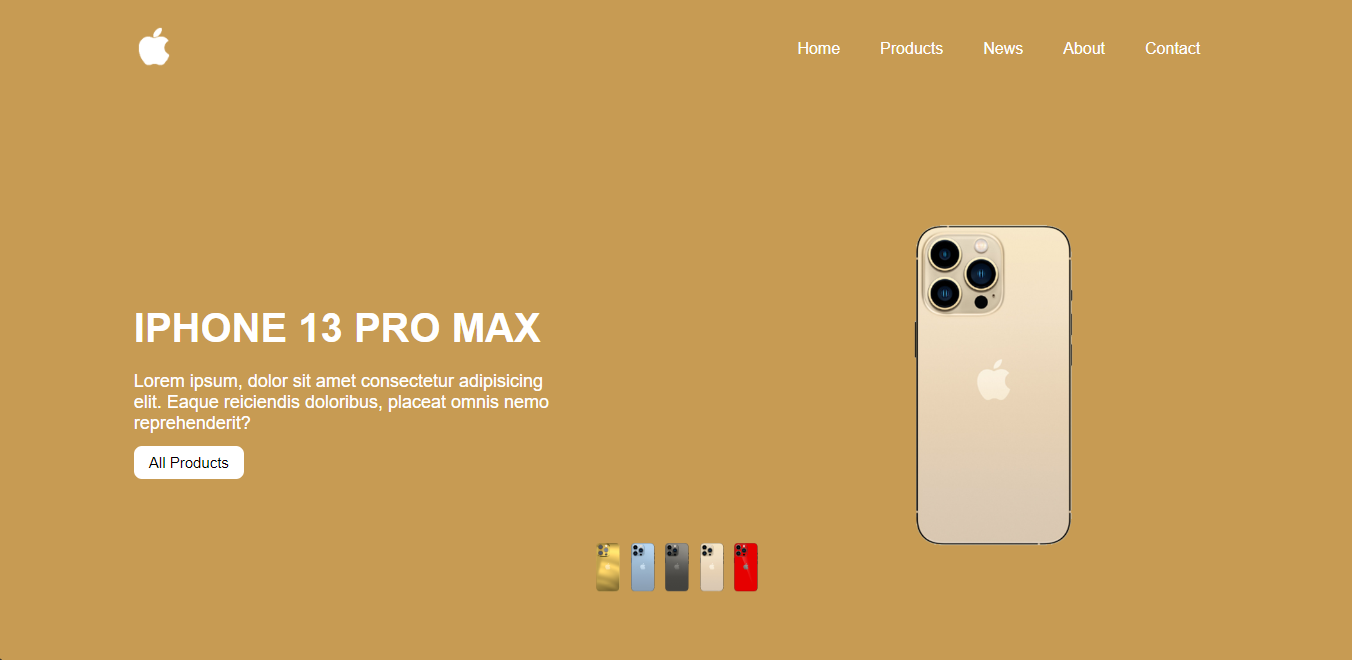 Home Products News About Contact
IPHONE 13 PRO MAX
Lorem ipsum, dolor sit amet consectetur adipisicing
elit. Eaque reiciendis doloribus, placeat omnis nemo
reprehenderit?
All Products